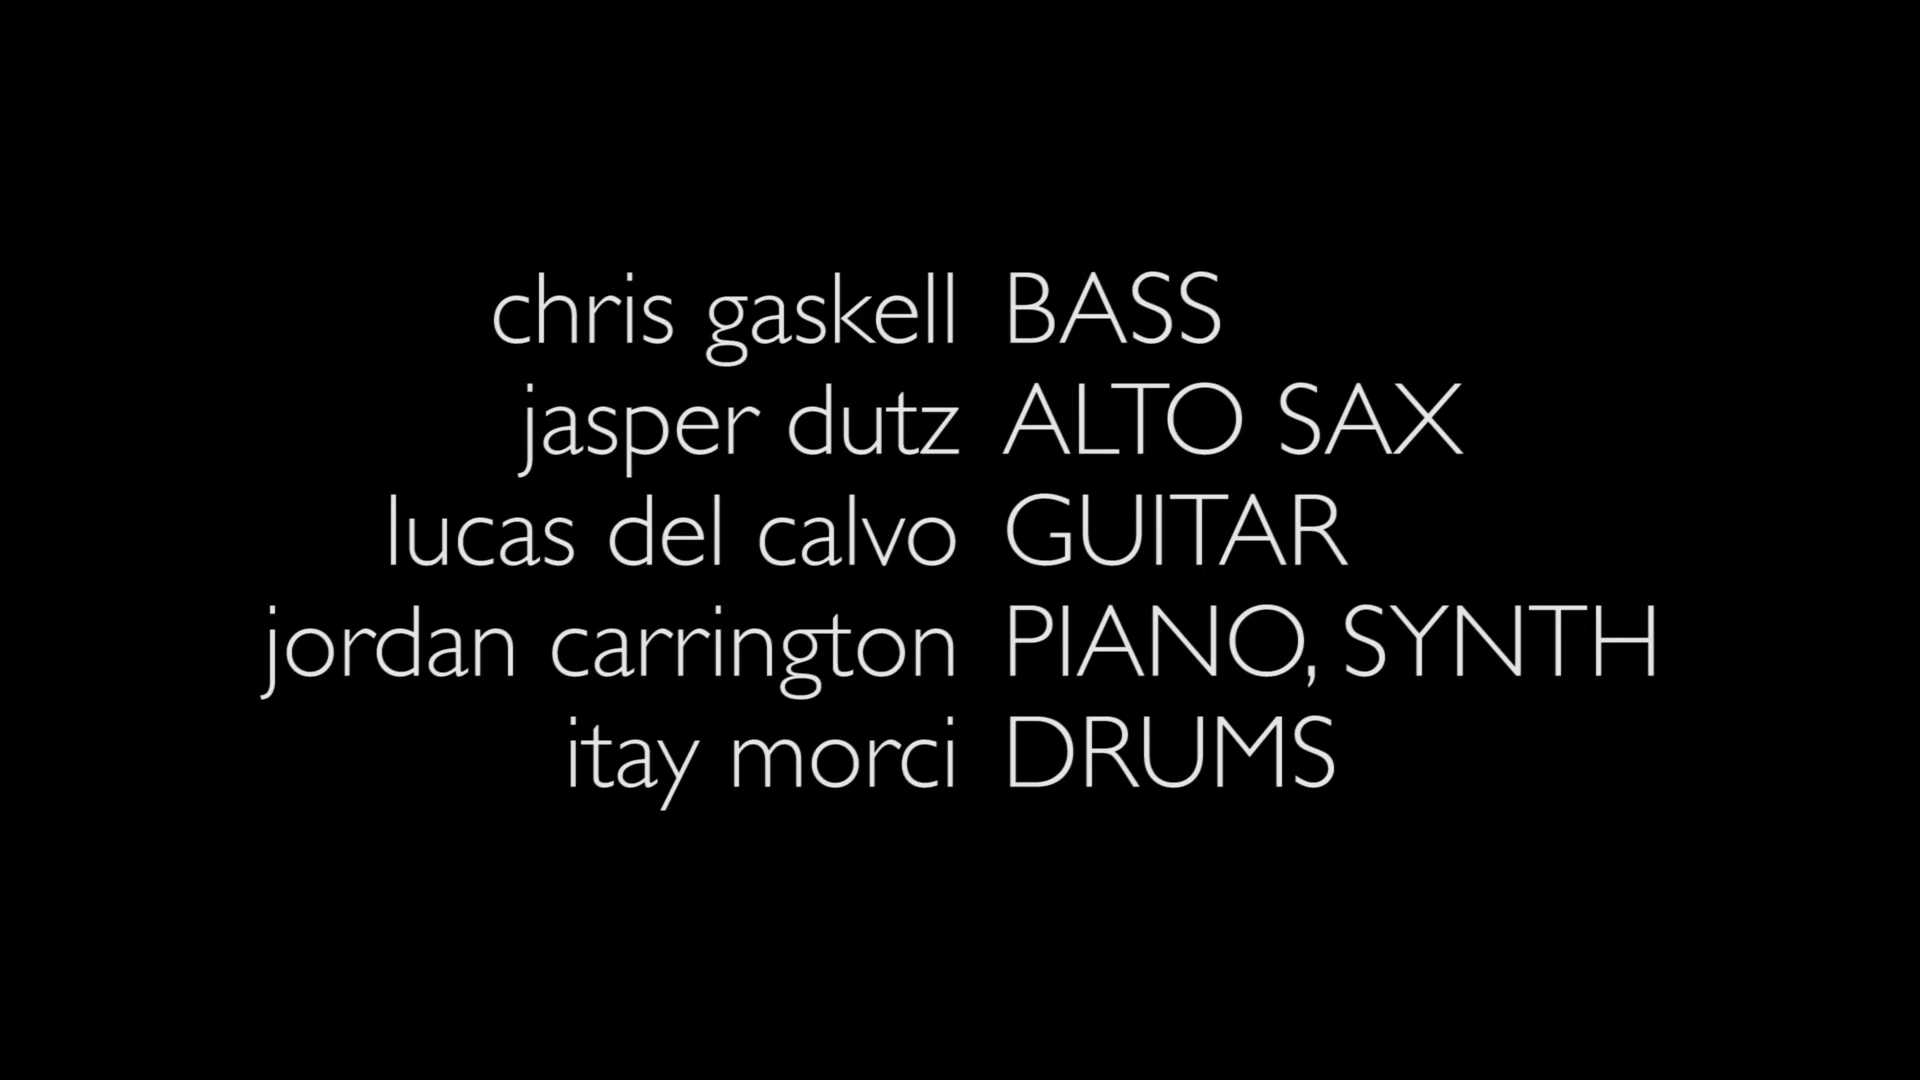 chris gaskell BASS
jasper dutz ALTO SAX
lucas del calvo GUITAR
jordan carrington PIANO, SYNTH
itay morci DRUMS